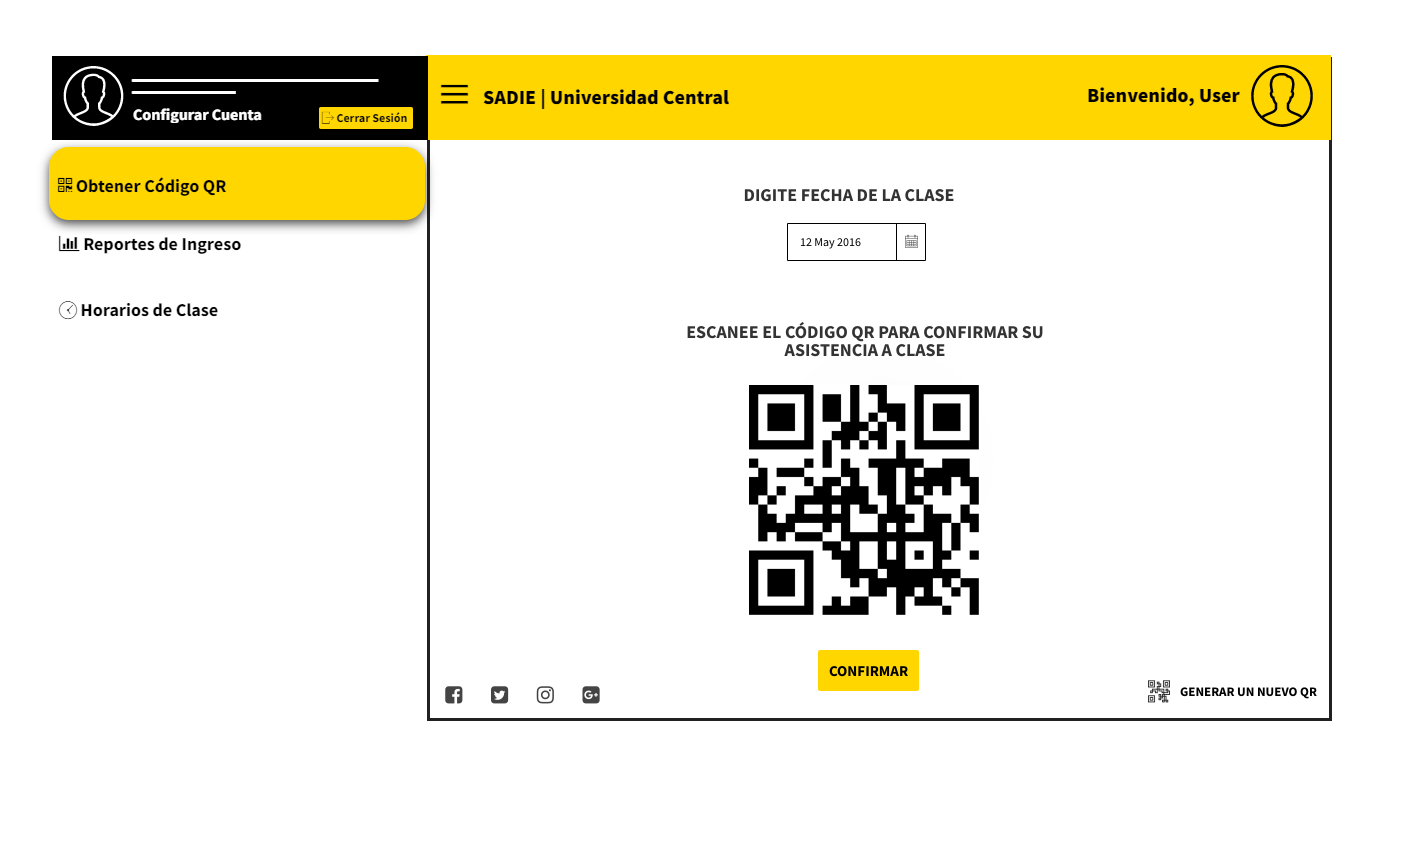 Configurar Cuenta
Cerrar Sesión
SADIE | Universidad Central
Bienvenido, User
Obtener Código QR
Reportes de Ingreso
Horarios de Clase
DIGITE FECHA DE LA CLASE
12 May 2016
ESCANEE EL CÓDIGO QR PARA CONFIRMAR SU
ASISTENCIA A CLASE
CONFIRMAR
GENERAR UN NUEVO QR